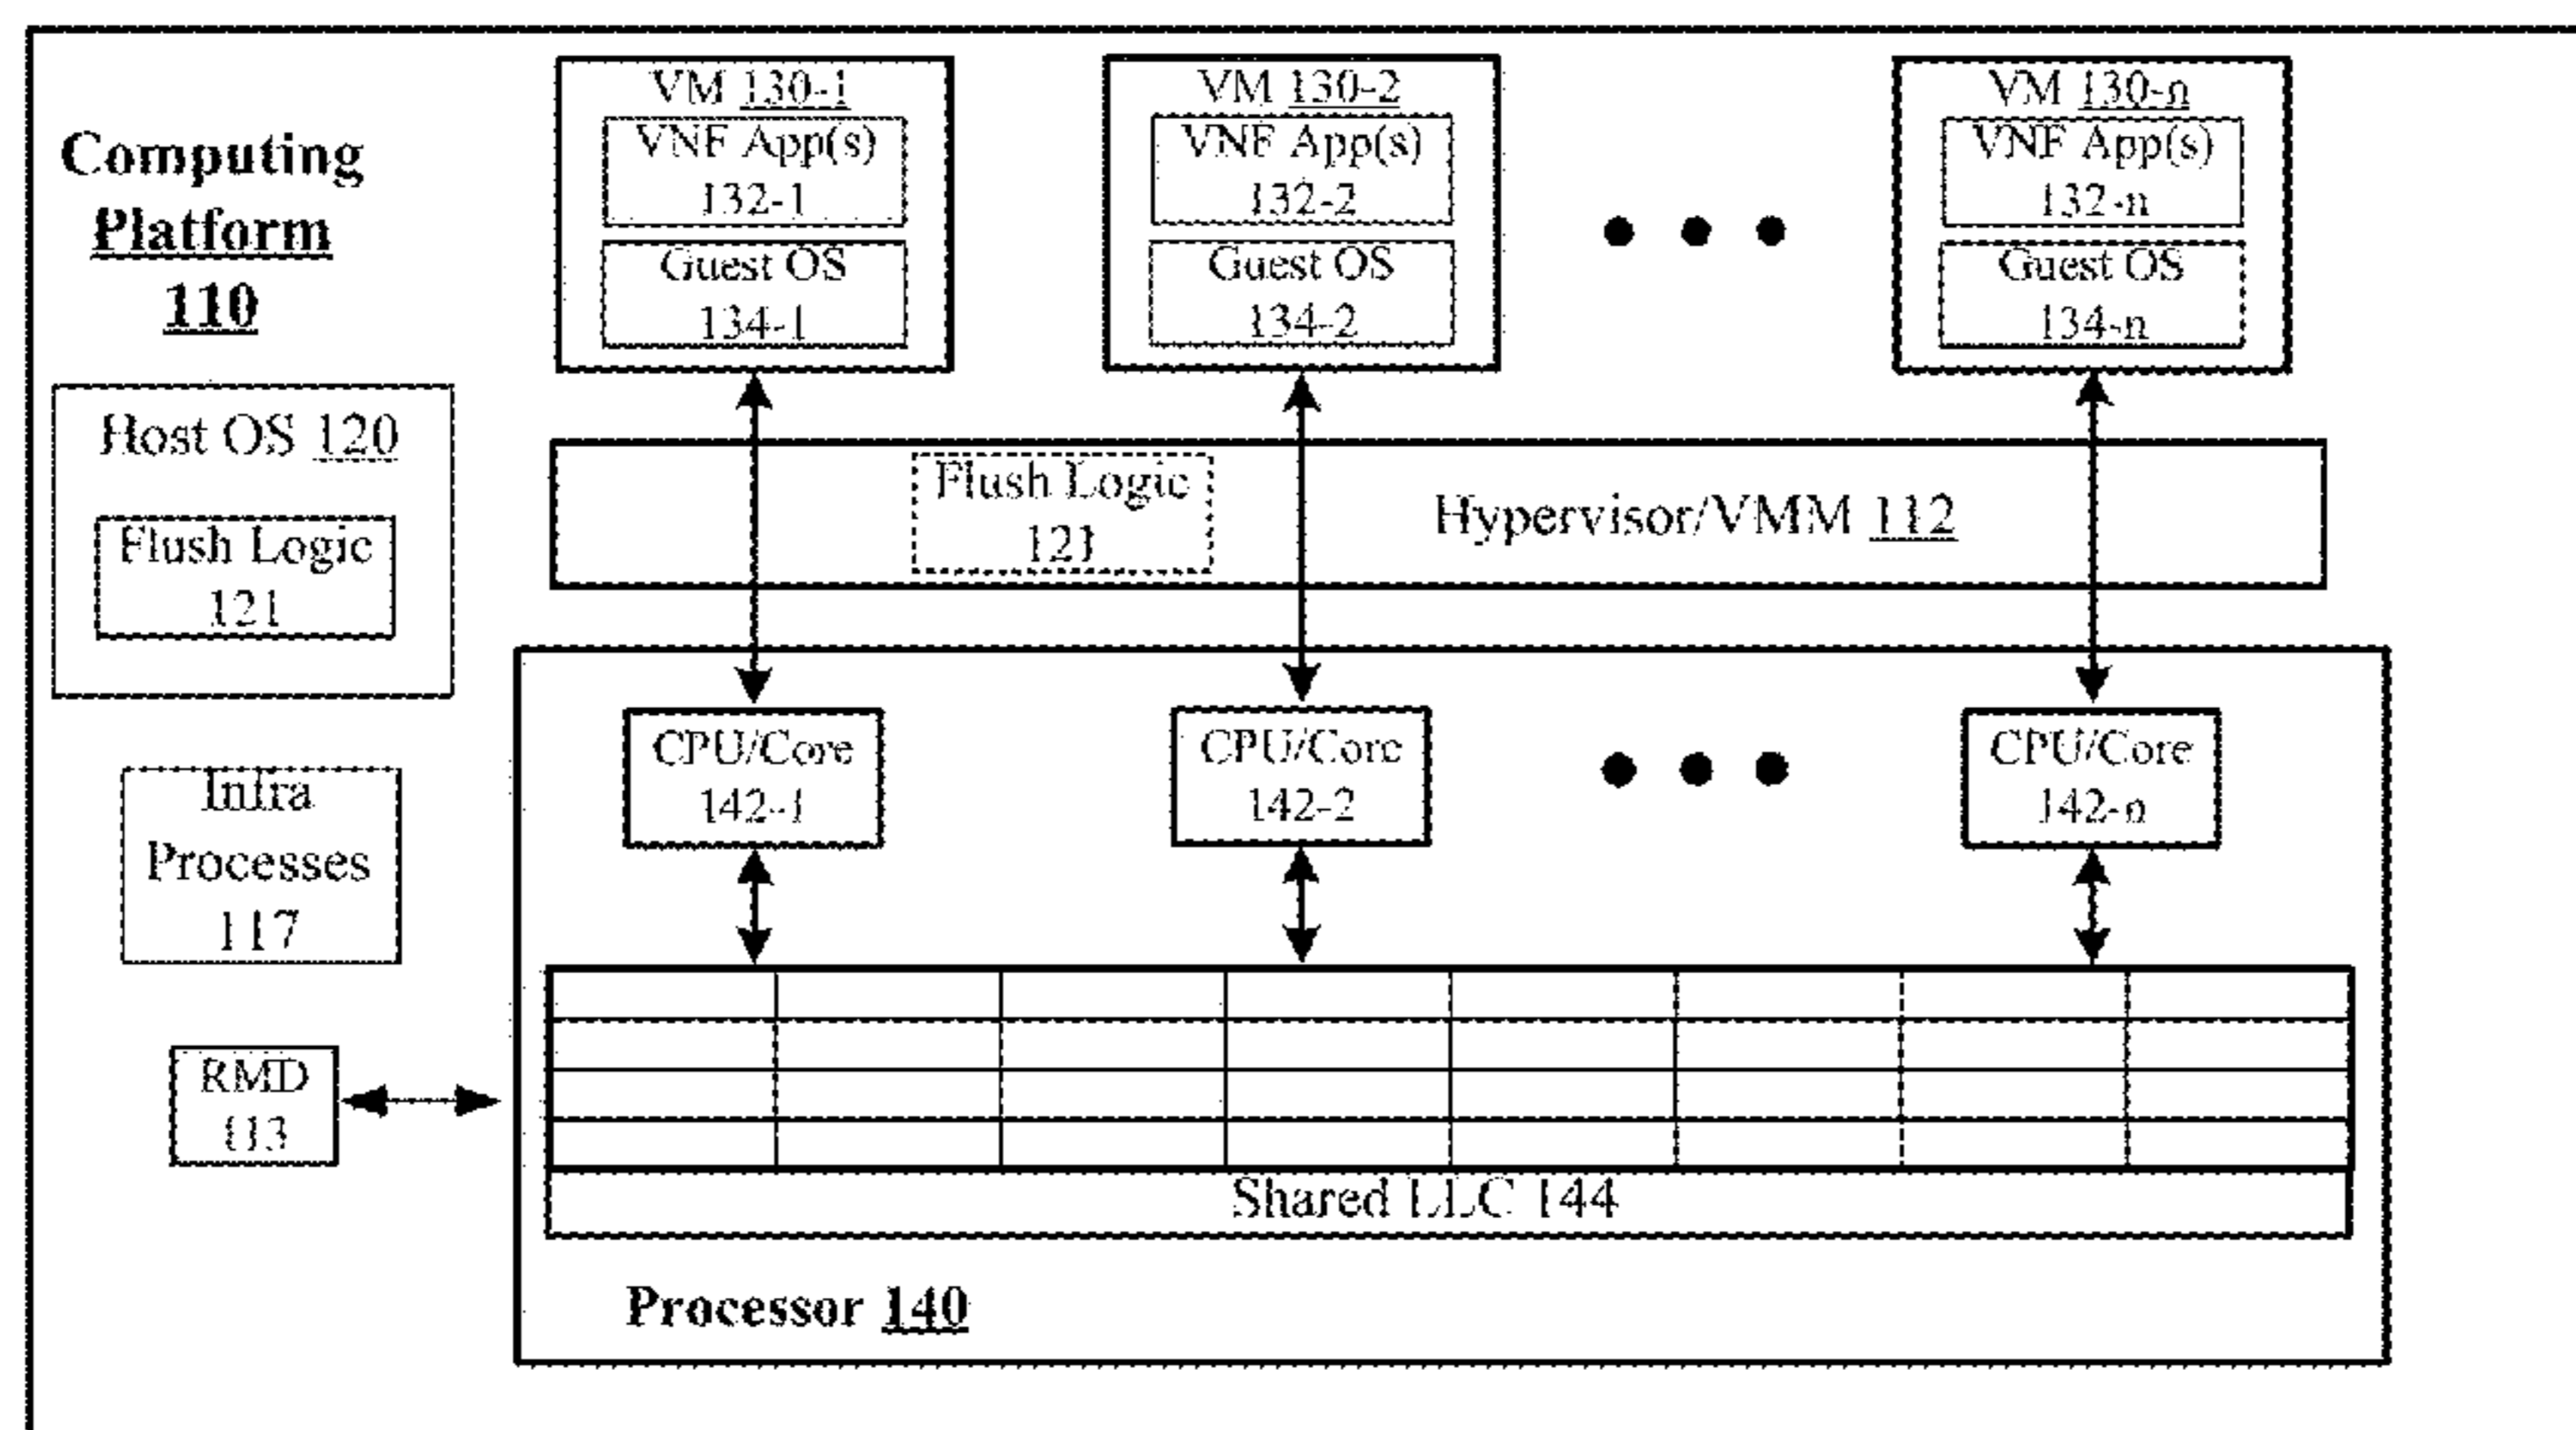 Computing
Platform
110
VM 130-1
VNF App(s)
132-1
Guest OS
134-1
VM 130-2
VNF App(s)
132-2
Guest OS
134-2
VM 130-n
VNF App(s)
132-n
Guest OS
134-n
Host OS 120
Flush Logic
121
Flush Logic
121
Hypervisor/VMM 112
Infra
Processes
117
RMD
113
CPU/Core
142-1
CPU/Core
142-2
CPU/Core
142-n
Shared LLC 144
Processor 140